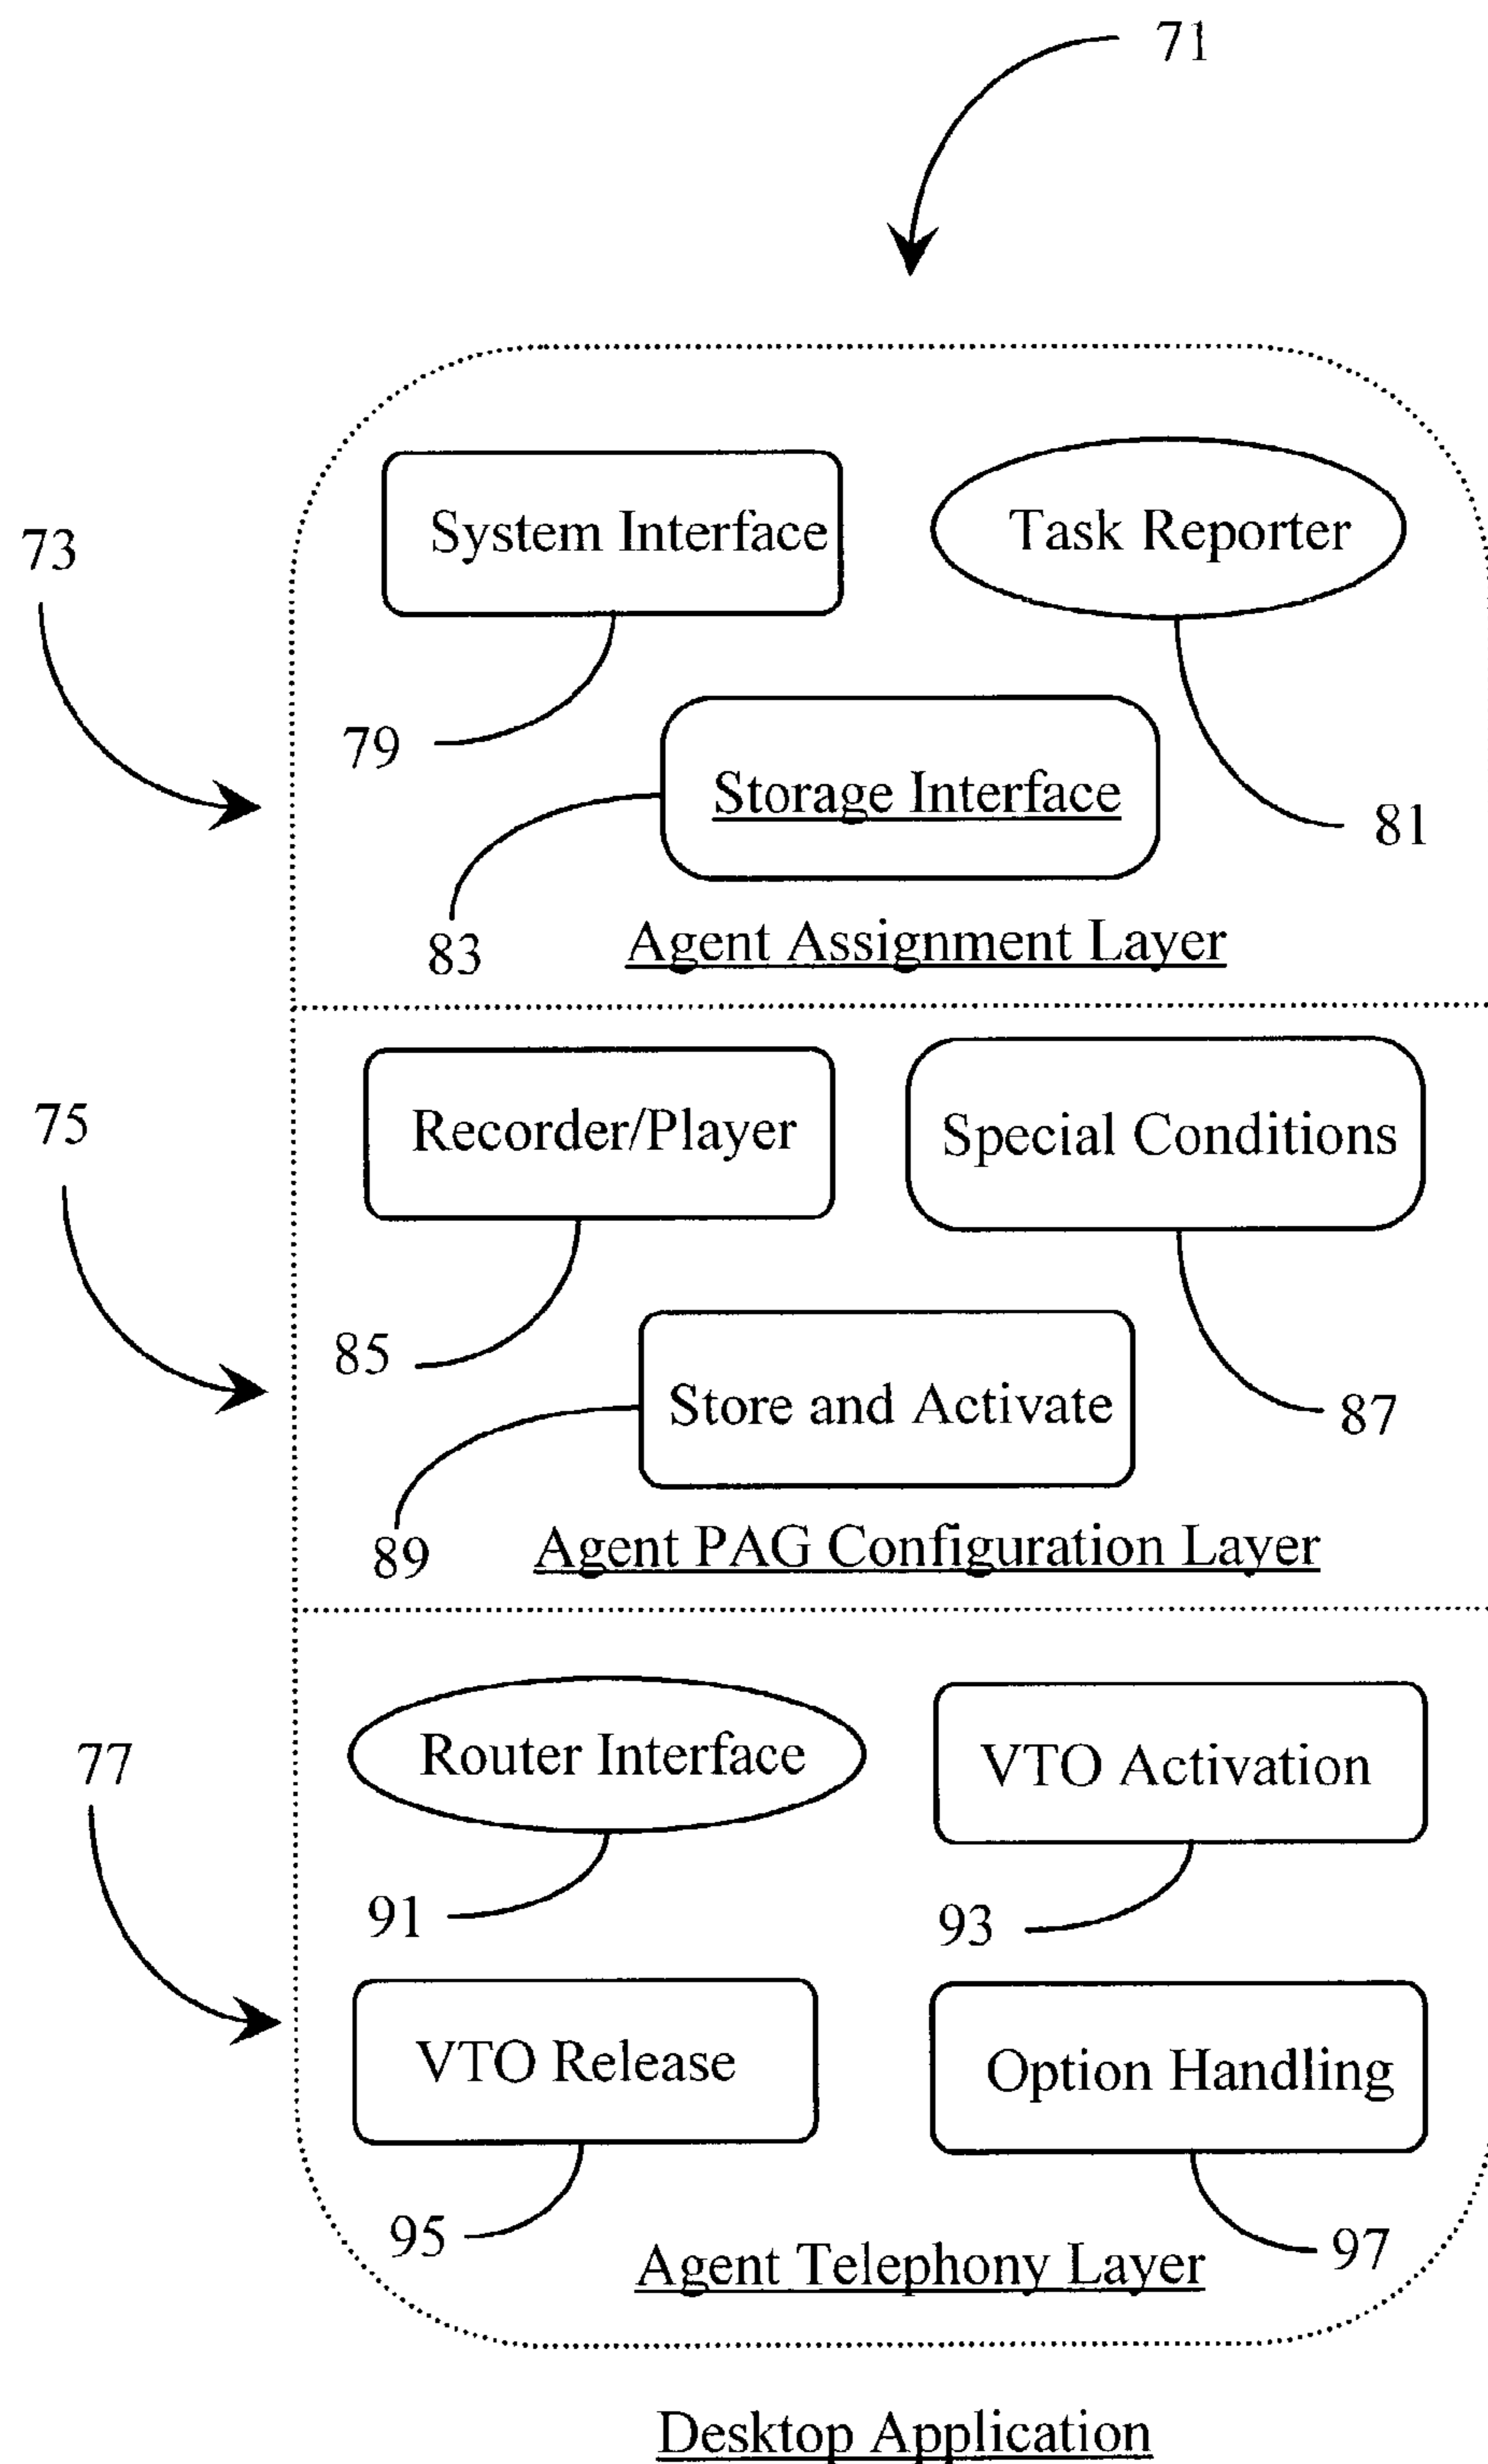 71
System Interface
Task Reporter
73
79
Storage Interface
81
83
Agent Assignment Layer
Recorder/Player
Special Conditions
75
85
Store and Activate
87
89
Agent PAG Configuration Layer
Router Interface
VTO Activation
77
91
93
VTO Release
Option Handling
95
97
Agent Telephony Layer
Desktop Application